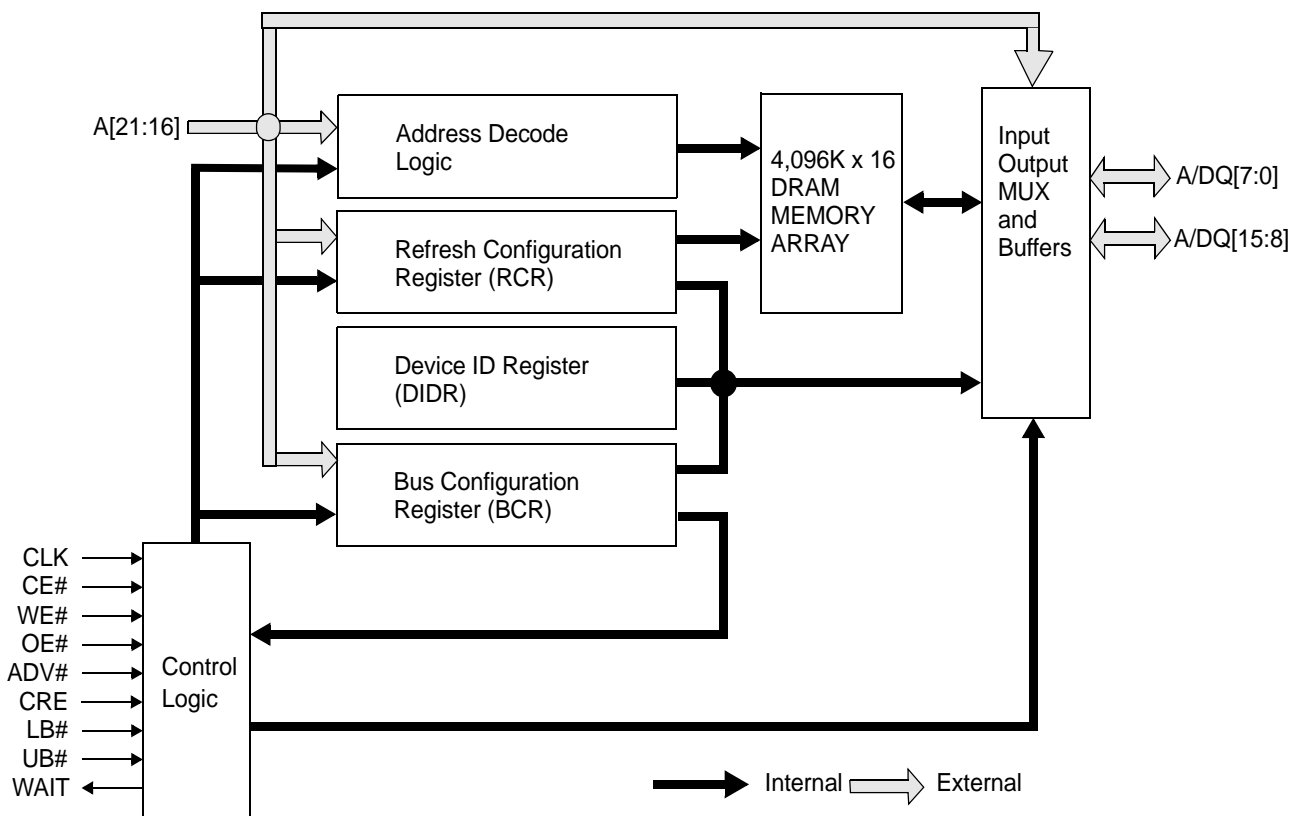 A[21:16]
Address Decode
Logic
Refresh Configuration
Register (RCR)
Device ID Register
(DIDR)
Bus Configuration
Register (BCR)
4,096K x 16
DRAM
MEMORY
ARRAY
Input
Output
MUX
and
Buffers
A/DQ[7:0]
A/DQ[15:8]
CLK
CE#
WE#
OE#
ADV#
CRE
LB#
UB#
WAIT
Control
Logic
Internal
External